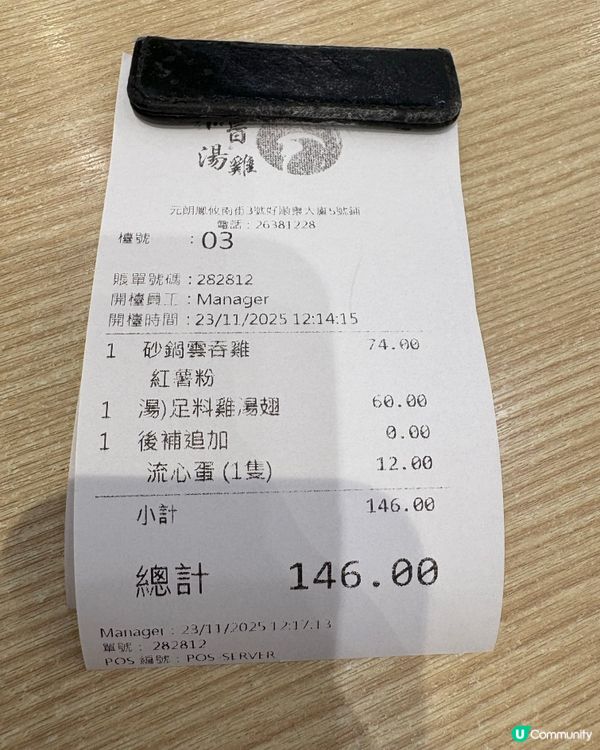 旨
湯雞
元朗鳳攸南街3號好順景大廈5號鋪
電話：26381228
檯號 : 03
賬單號碼：282812
開檯員工：Manager
開檯時間：23/11/2025 12:14:15
1 砂鍋雲吞雞 74.00
紅薯粉
1 湯)足料雞湯翅 60.00
1 後補追加 0.00
流心蛋 (1隻) 12.00
小計 146.00
總計 146.00
Manager : 23/11/2025 12:17:13
單號： 282812
POS 編號：POS-SERVER
U Community